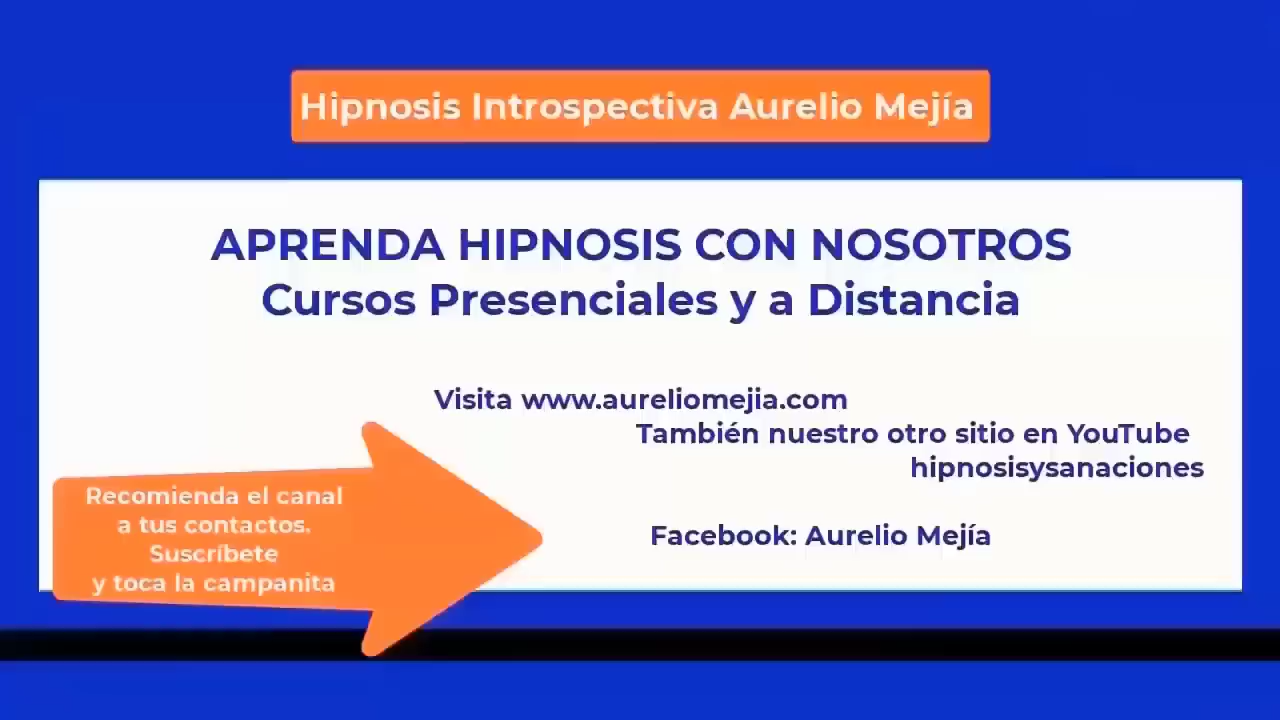 Hipnosis Introspectiva Aurelio Mejía
APRENDA HIPNOSIS CON NOSOTROS
Cursos Presenciales y a Distancia
Visita www.aureliomejia.com
También nuestro otro sitio en YouTube
hipnosisysanaciones
Facebook: Aurelio Mejía
Recomienda el canal
a tus contactos.
Suscríbete
y toca la campanita